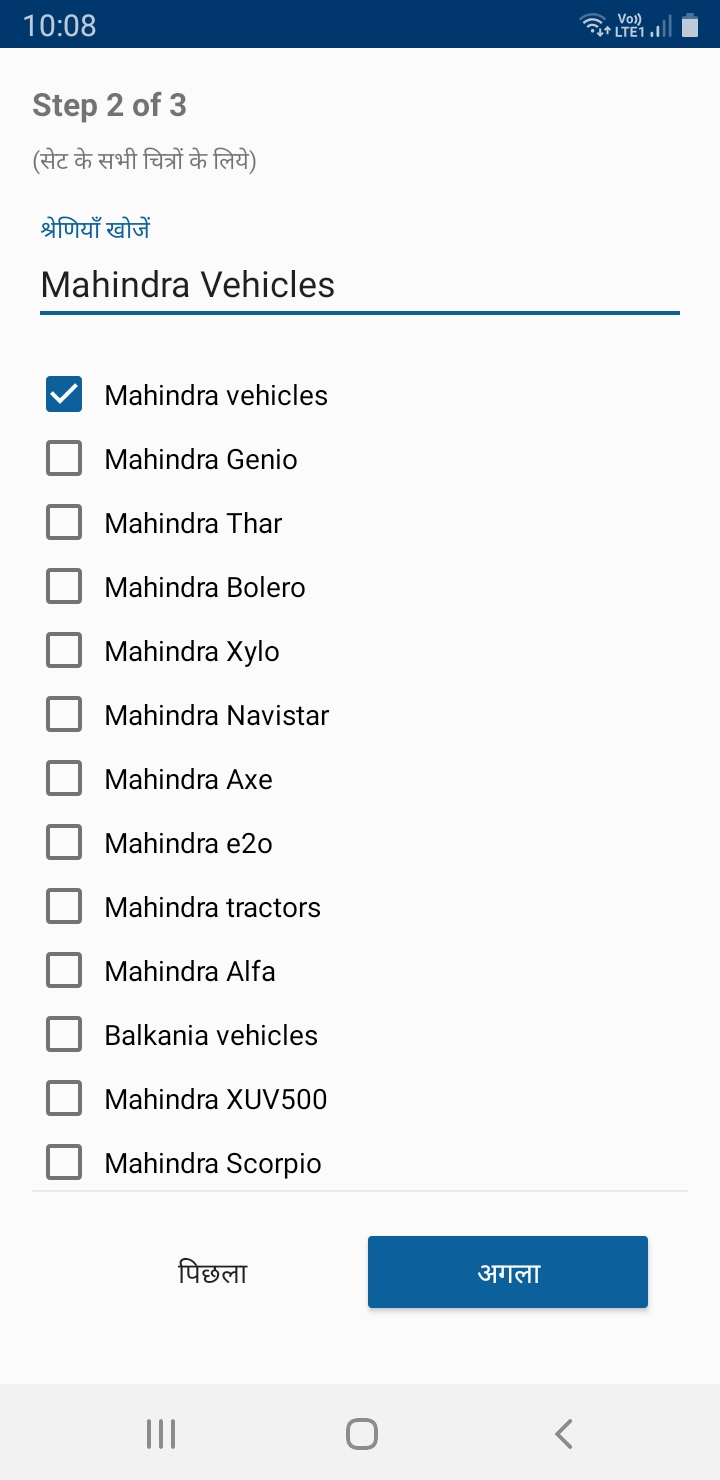 10:08
Vo))
LTE1
Step 2 of 3
(सेट के सभी चित्रों के लिये)
श्रेणियाँ खोजें
Mahindra Vehicles
Mahindra vehicles
Mahindra Genio
Mahindra Thar
Mahindra Bolero
Mahindra Xylo
Mahindra Navistar
Mahindra Axe
Mahindra e2o
Mahindra tractors
Mahindra Alfa
Balkania vehicles
Mahindra XUV500
Mahindra Scorpio
पिछला
अगला